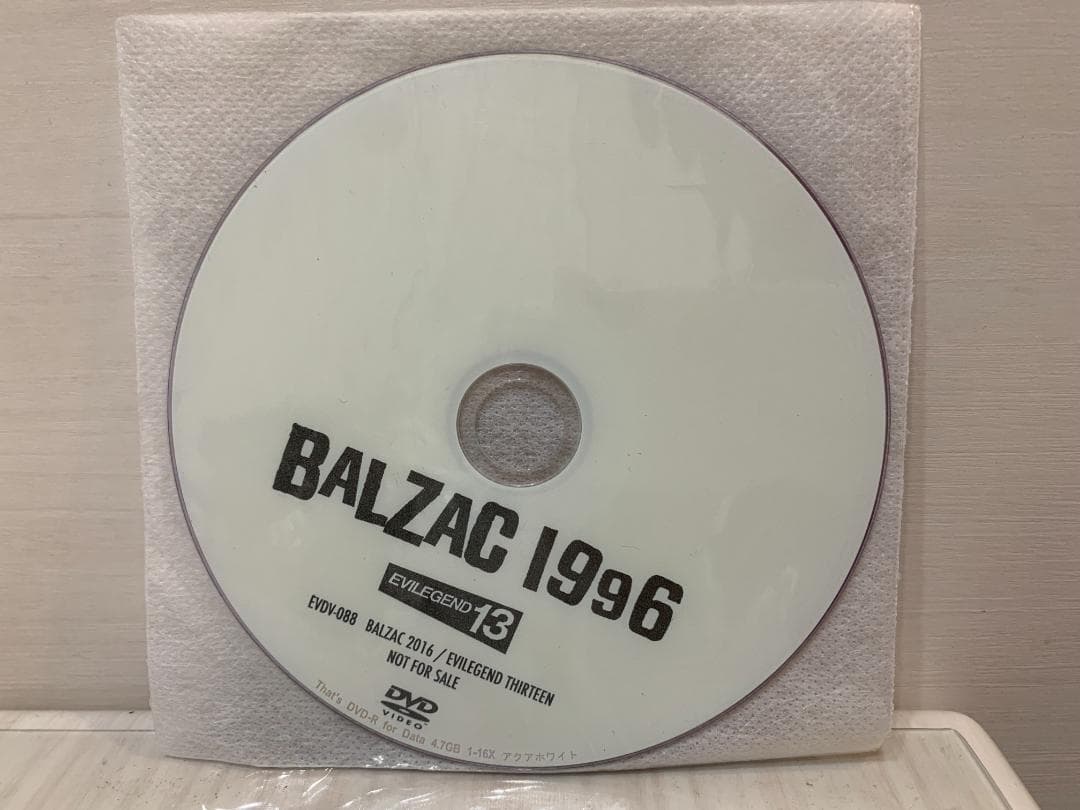 BALZAC 1996
EVILEGEND 13
EVDV-088 BALZAC 2016 / EVILEGEND THIRTEEN
NOT FOR SALE
DVD
VIDEO
That's DVD-R for Data 4.7GB 1-16X アクアホワイト